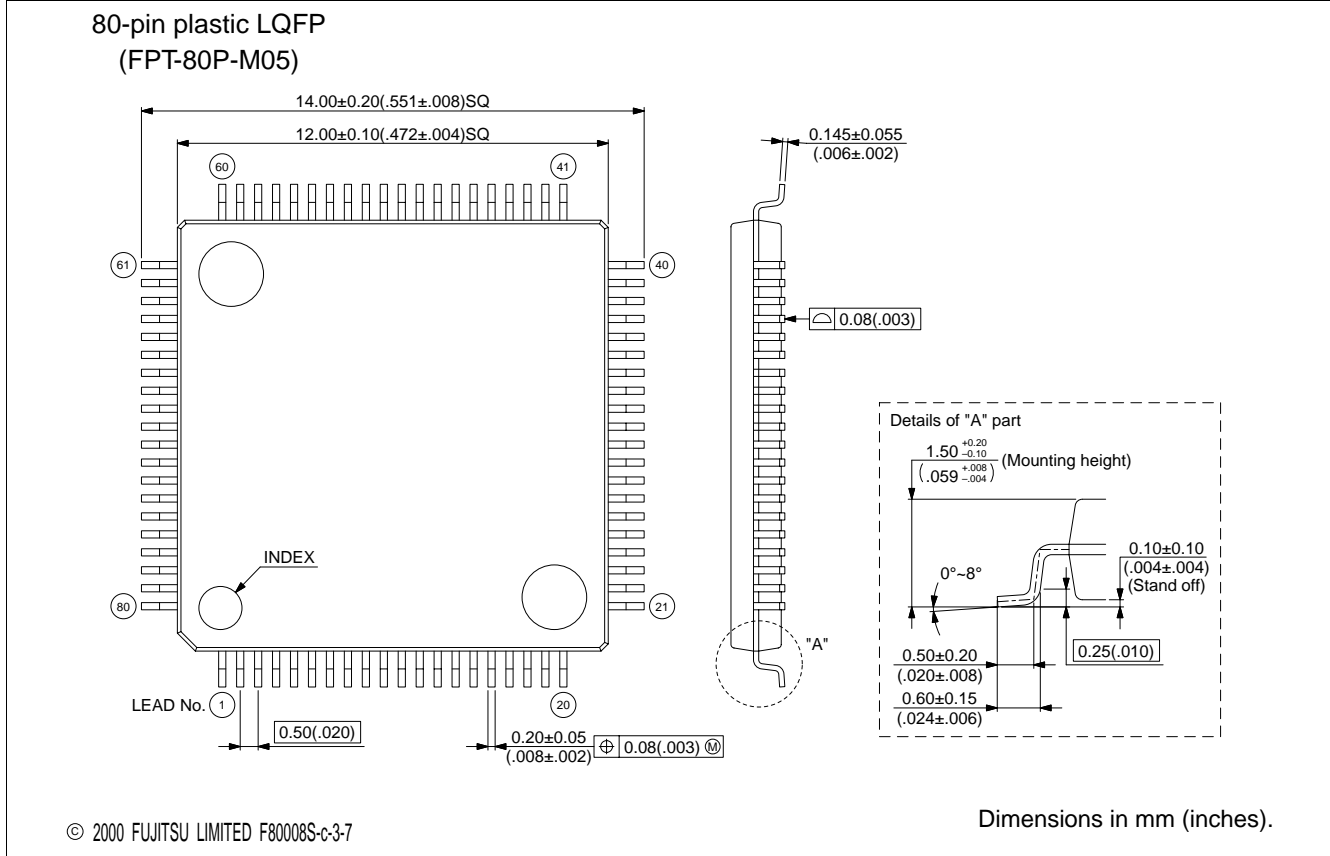 80-pin plastic LQFP
(FPT-80P-M05)
14.00±0.20(.551±.008)SQ
12.00±0.10(.472±.004)SQ
0.145±0.055
(.006±.002)
60
41
61
40
0.08(.003)
Details of "A" part
1.50 +0.20 −0.10
(.059 +.008 −.004)
(Mounting height)
INDEX
0.10±0.10
(.004±.004)
(Stand off)
0°~8°
80
21
"A"
0.25(.010)
0.50±0.20
(.020±.008)
0.60±0.15
(.024±.006)
LEAD No. 1
20
0.50(.020)
0.20±0.05
(.008±.002)
⌖ 0.08(.003) Ⓜ
© 2000 FUJITSU LIMITED F80008S-c-3-7
Dimensions in mm (inches).